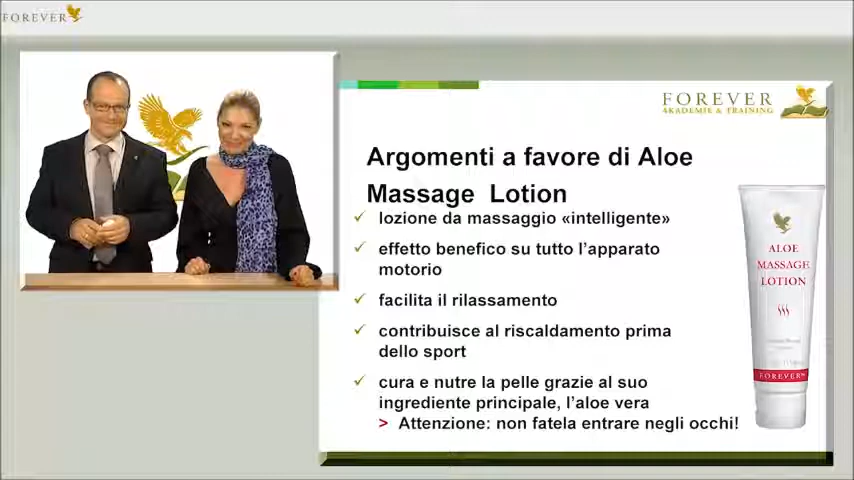 FOREVER
FOREVER
AKADEMIE & TRAINING
Argomenti a favore di Aloe
Massage Lotion
✓ lozione da massaggio «intelligente»
✓ effetto benefico su tutto l’apparato
motorio
✓ facilita il rilassamento
✓ contribuisce al riscaldamento prima
dello sport
✓ cura e nutre la pelle grazie al suo
ingrediente principale, l’aloe vera
> Attenzione: non fatela entrare negli occhi!
ALOE
MASSAGE
LOTION
FOREVER